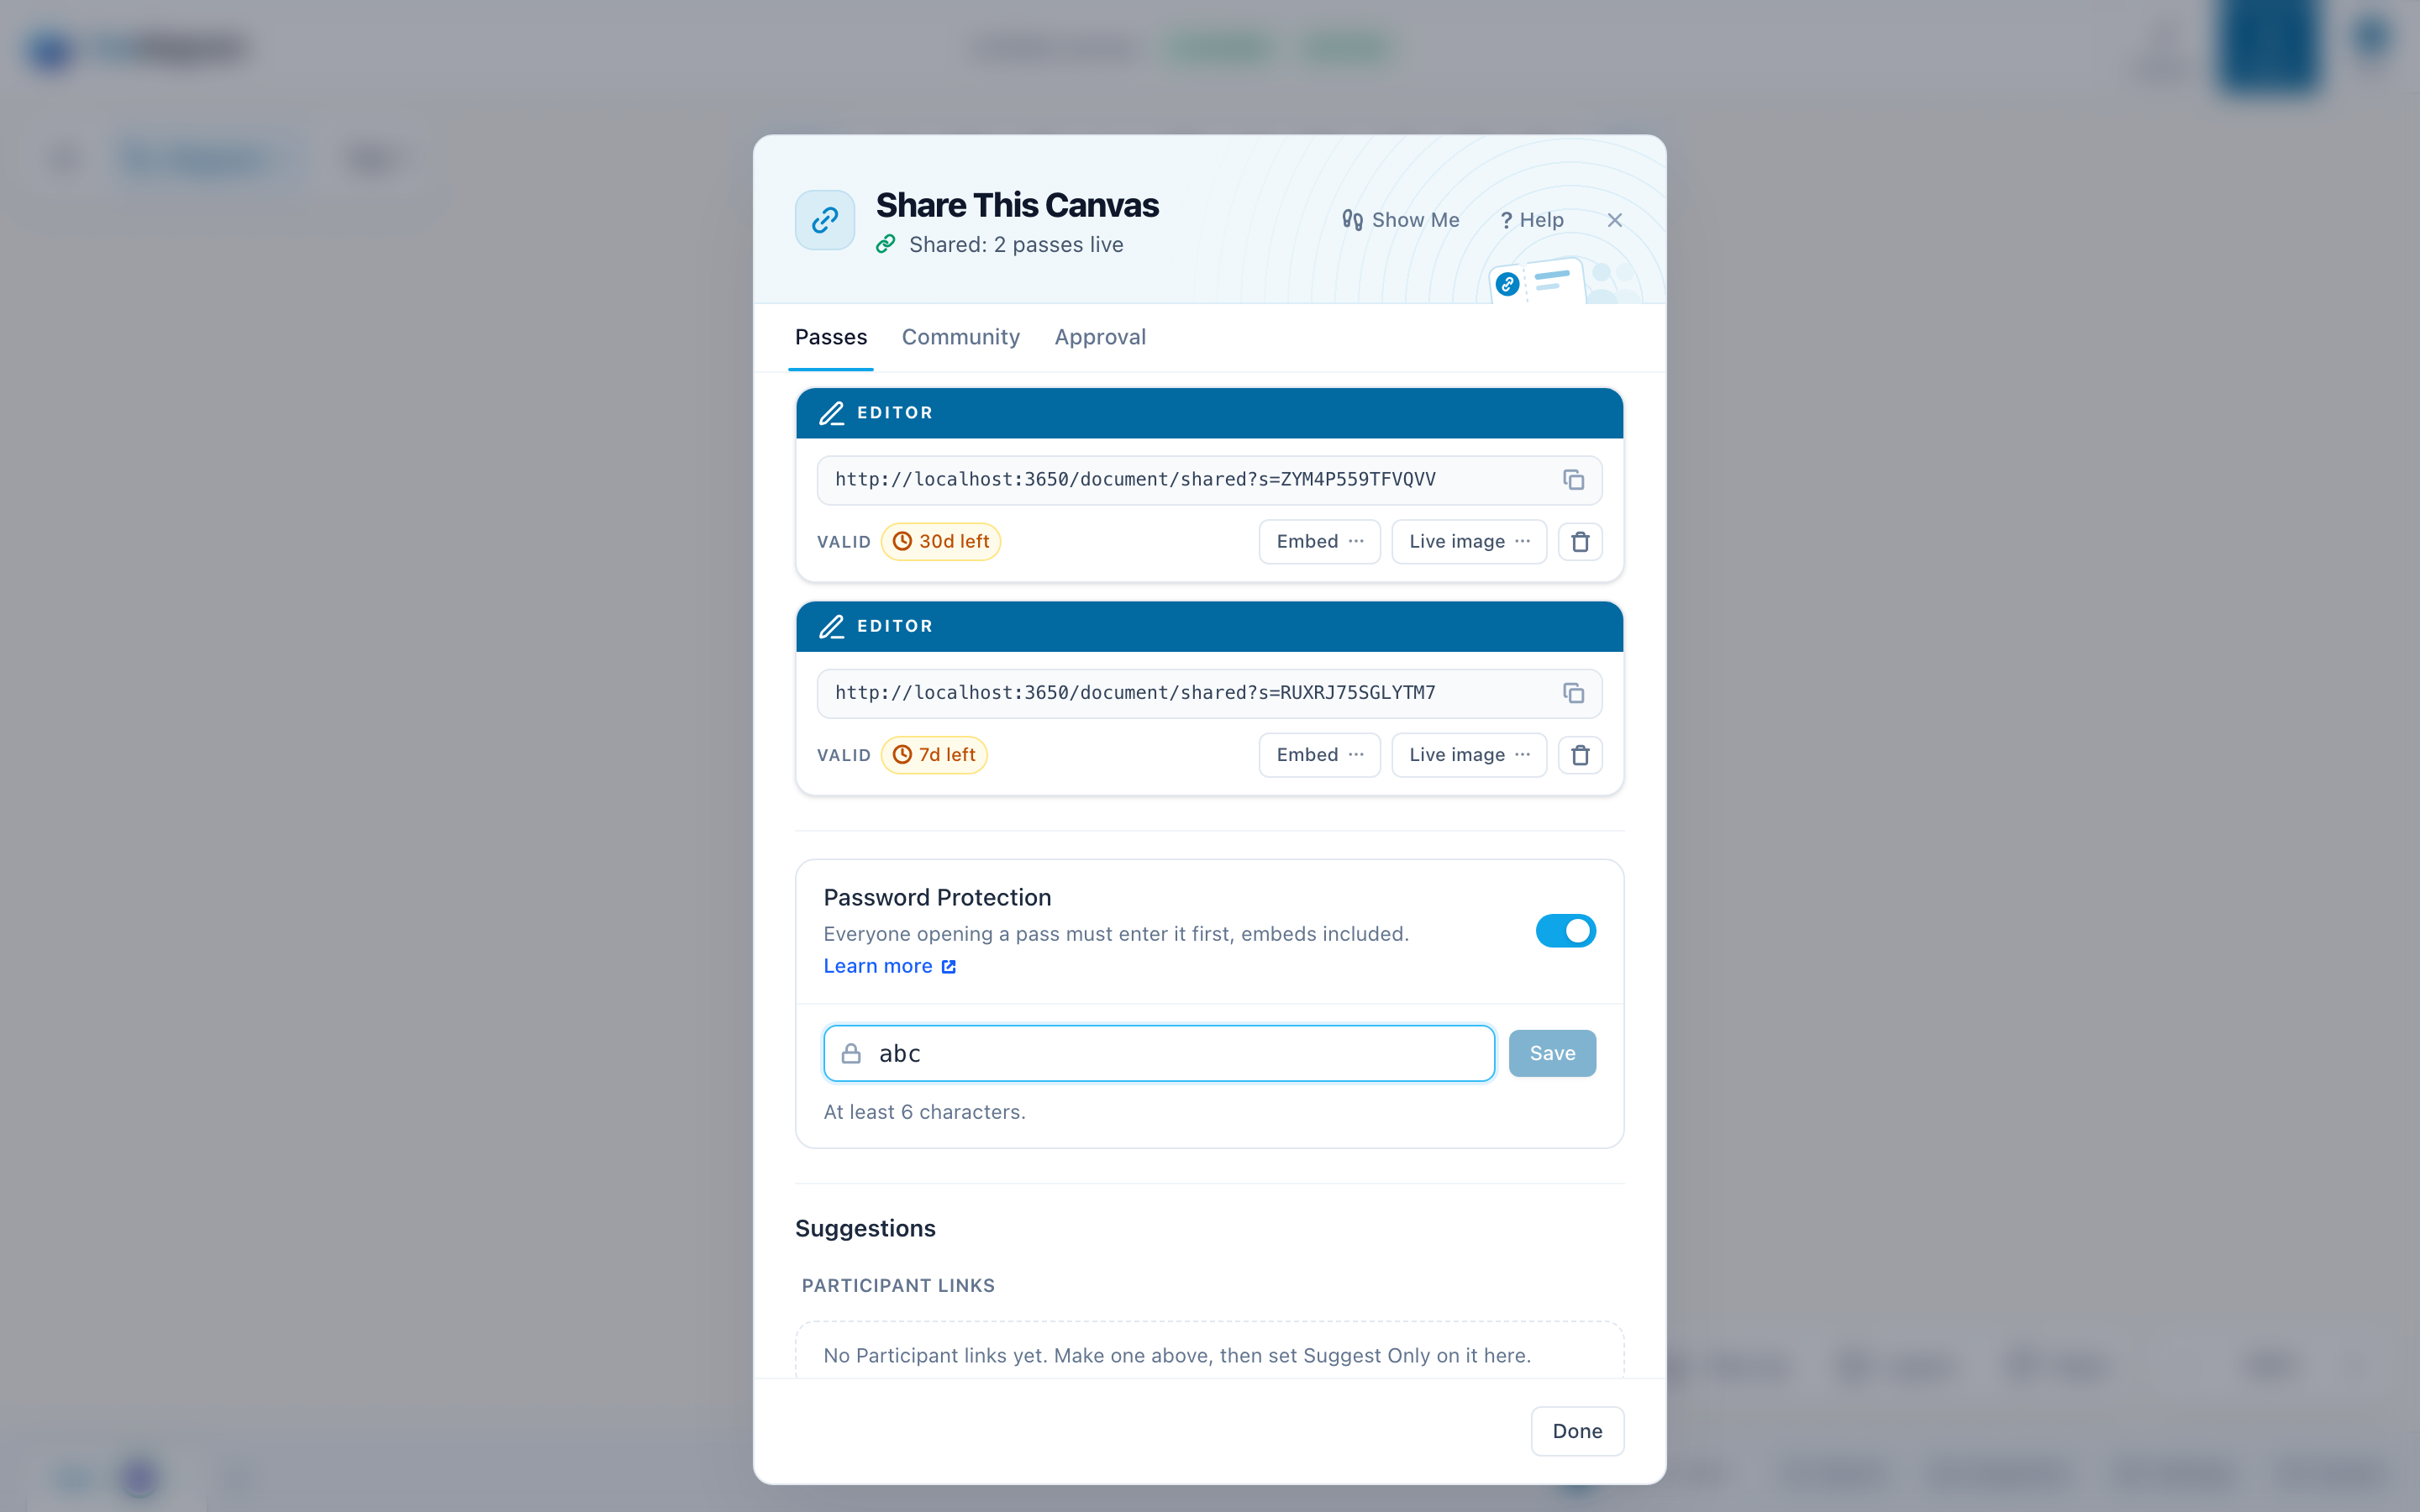 Share This Canvas
Shared: 2 passes live
Show Me
? Help
Passes
Community
Approval
EDITOR
http://localhost:3650/document/shared?s=ZYM4P559TFVQVV
VALID
30d left
Embed ···
Live image ···
EDITOR
http://localhost:3650/document/shared?s=RUXRJ75SGLYTM7
VALID
7d left
Embed ···
Live image ···
Password Protection
Everyone opening a pass must enter it first, embeds included.
Learn more
abc
Save
At least 6 characters.
Suggestions
PARTICIPANT LINKS
No Participant links yet. Make one above, then set Suggest Only on it here.
Done